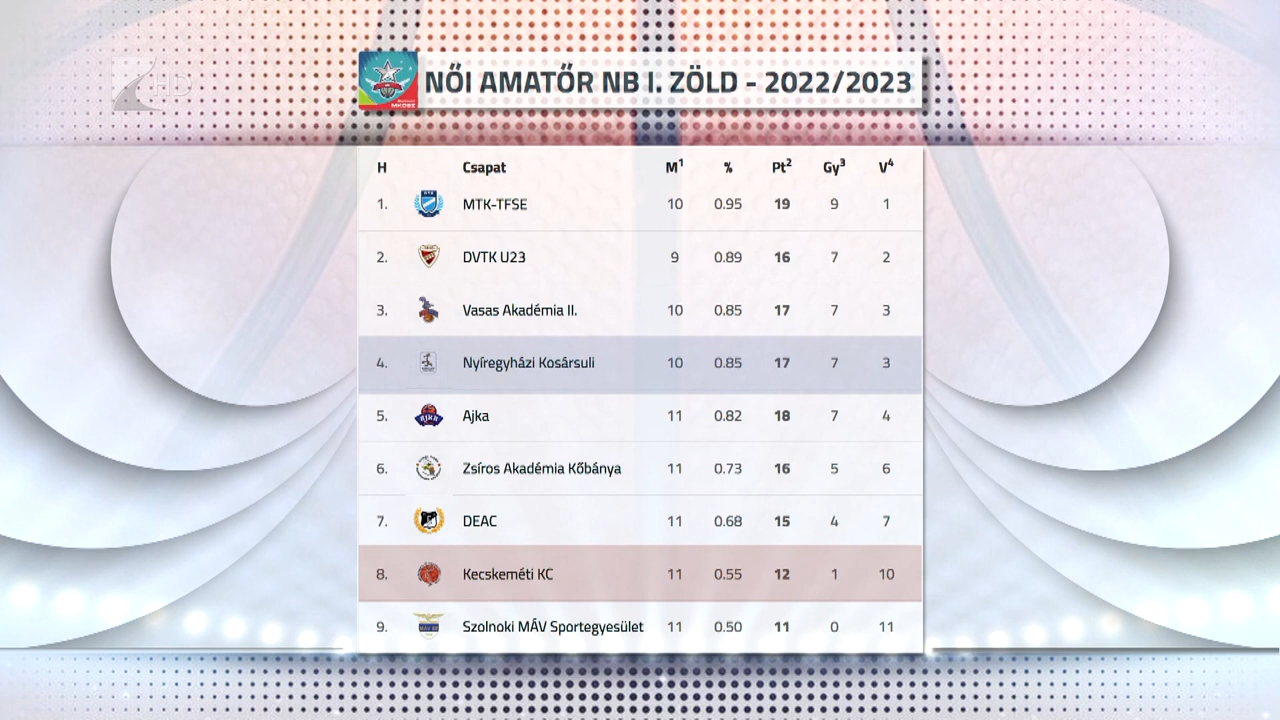 HD
NŐI AMATŐR NB I. ZÖLD - 2022/2023
H Csapat M¹ % Pt² Gy³ V⁴
1. MTK-TFSE 10 0.95 19 9 1
2. DVTK U23 9 0.89 16 7 2
3. Vasas Akadémia II. 10 0.85 17 7 3
4. Nyíregyházi Kosársuli 10 0.85 17 7 3
5. Ajka 11 0.82 18 7 4
6. Zsíros Akadémia Kőbánya 11 0.73 16 5 6
7. DEAC 11 0.68 15 4 7
8. Kecskeméti KC 11 0.55 12 1 10
9. Szolnoki MÁV Sportegyesület 11 0.50 11 0 11